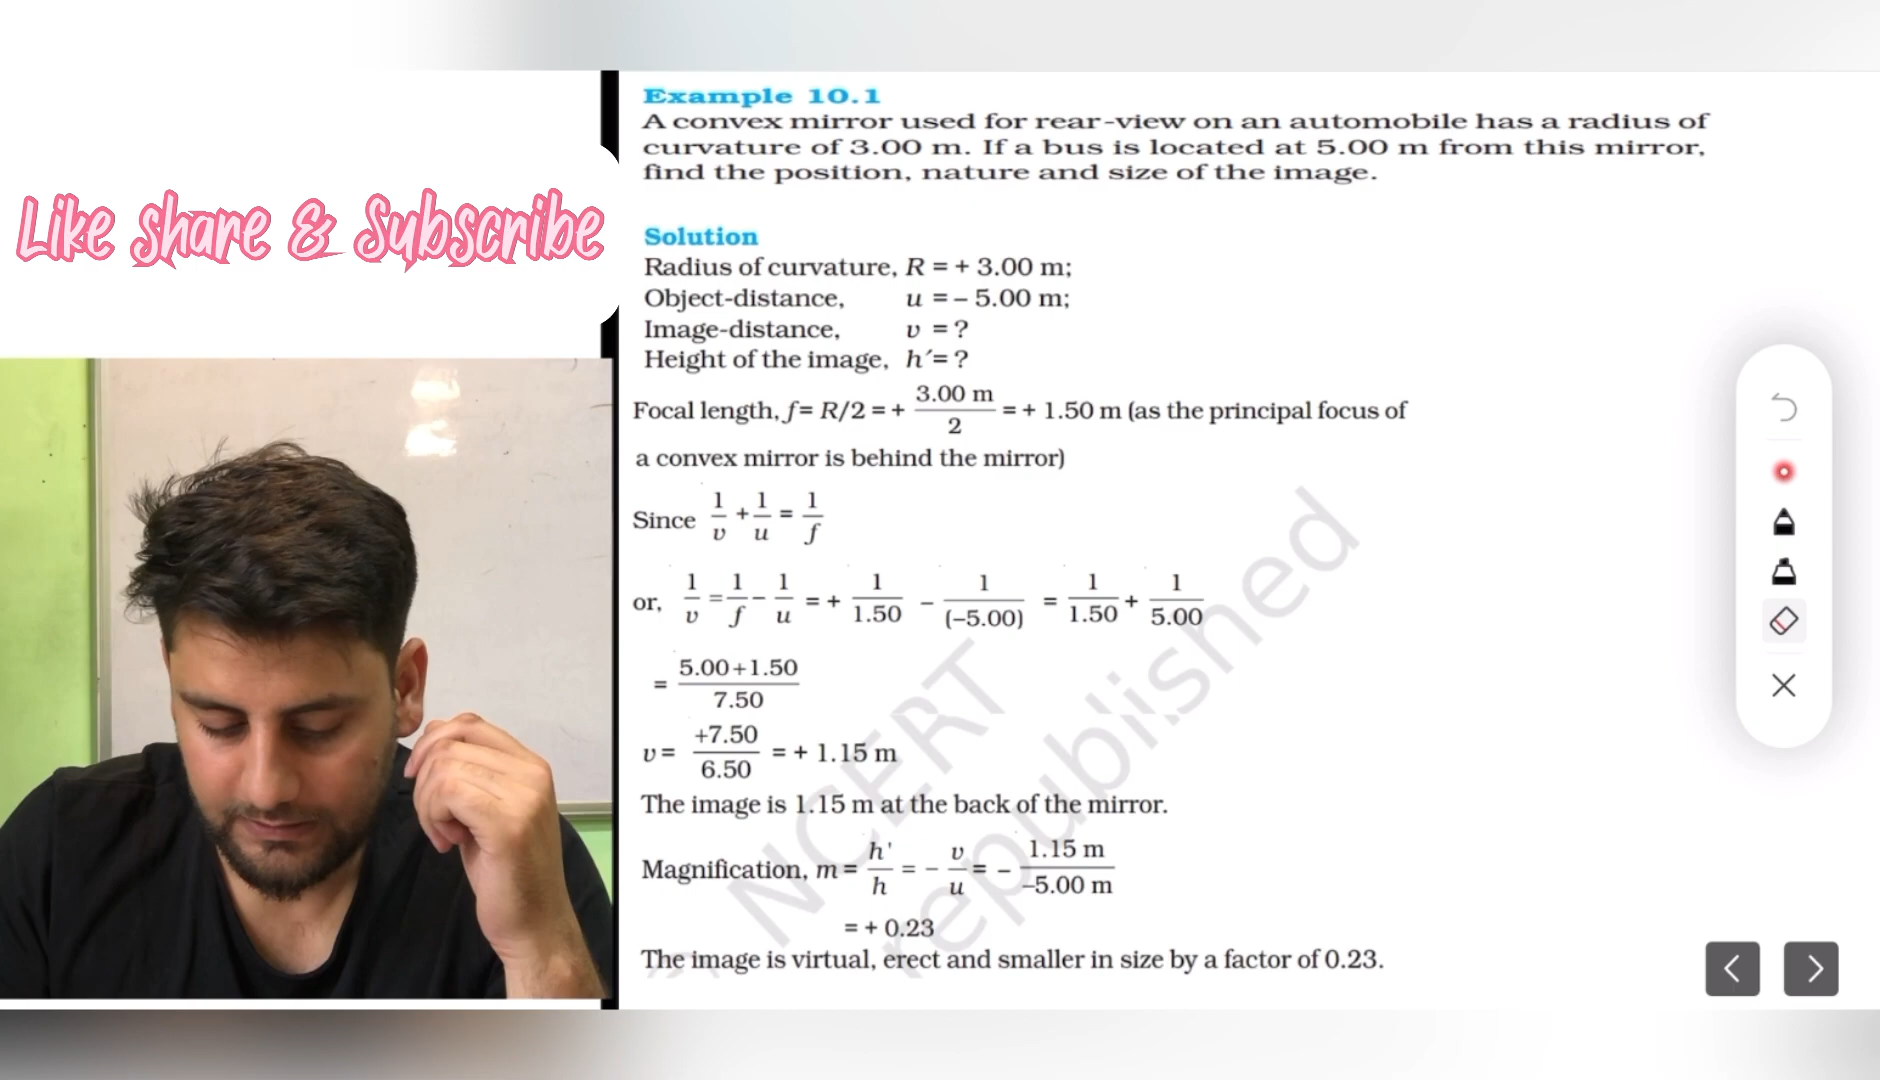 Like Share & Subscribe
Example 10.1
A convex mirror used for rear-view on an automobile has a radius of
curvature of 3.00 m. If a bus is located at 5.00 m from this mirror,
find the position, nature and size of the image.
Solution
Radius of curvature, R = + 3.00 m;
Object-distance, u = – 5.00 m;
Image-distance, v = ?
Height of the image, h′= ?
Focal length, f= R/2 = + 3.00 m/2 = + 1.50 m (as the principal focus of
a convex mirror is behind the mirror)
Since 1/v + 1/u = 1/f
or, 1/v = 1/f – 1/u = + 1/1.50 – 1/(–5.00) = 1/1.50 + 1/5.00
= 5.00+1.50/7.50
v = +7.50/6.50 = + 1.15 m
The image is 1.15 m at the back of the mirror.
Magnification, m = h'/h = – v/u = – 1.15 m/–5.00 m
= + 0.23
The image is virtual, erect and smaller in size by a factor of 0.23.
NCERT
republished